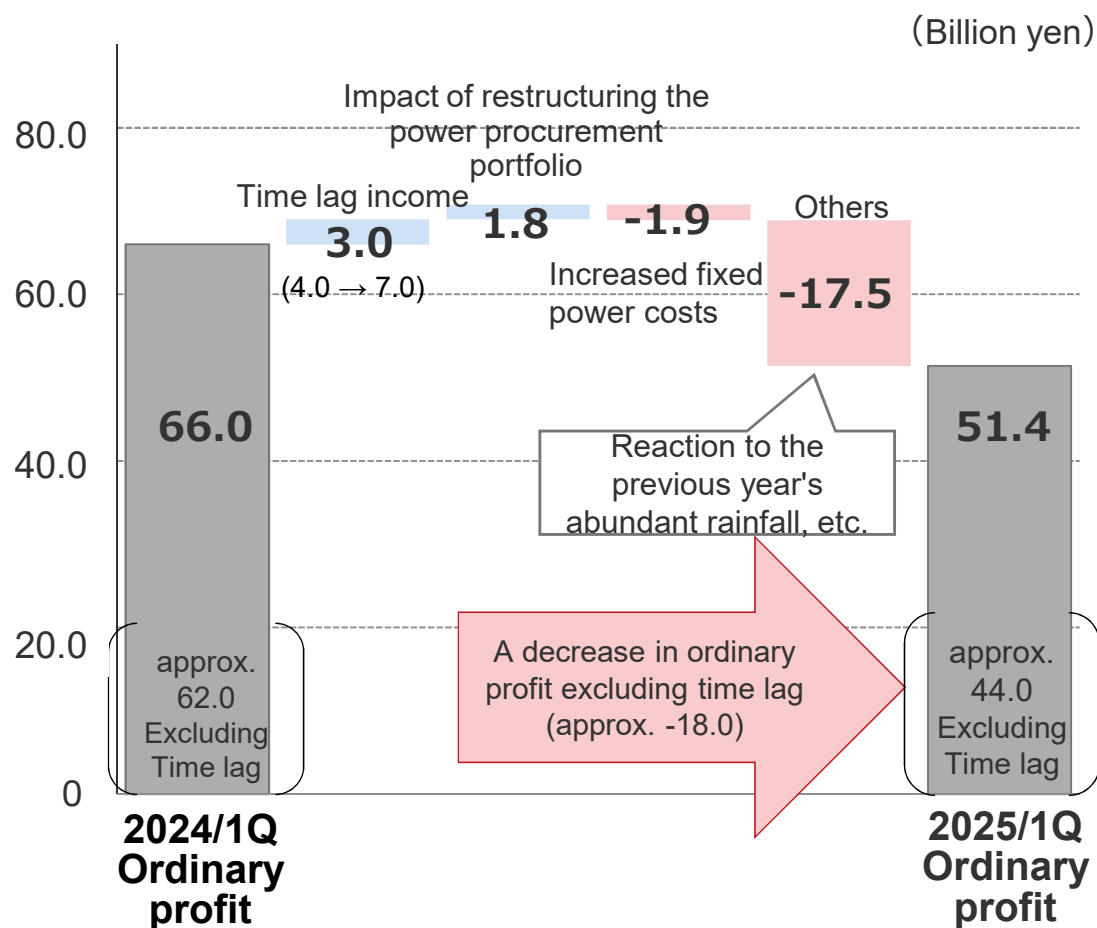 （Billion yen）
80.0
60.0
40.0
20.0
0
Impact of restructuring the
power procurement
portfolio
Time lag income
3.0
(4.0 → 7.0)
1.8
-1.9
Increased fixed
power costs
Others
-17.5
Reaction to the
previous year's
abundant rainfall, etc.
66.0
approx.
62.0
Excluding
Time lag
A decrease in ordinary
profit excluding time lag
(approx. -18.0)
51.4
approx.
44.0
Excluding
Time lag
2024/1Q
Ordinary
profit
2025/1Q
Ordinary
profit